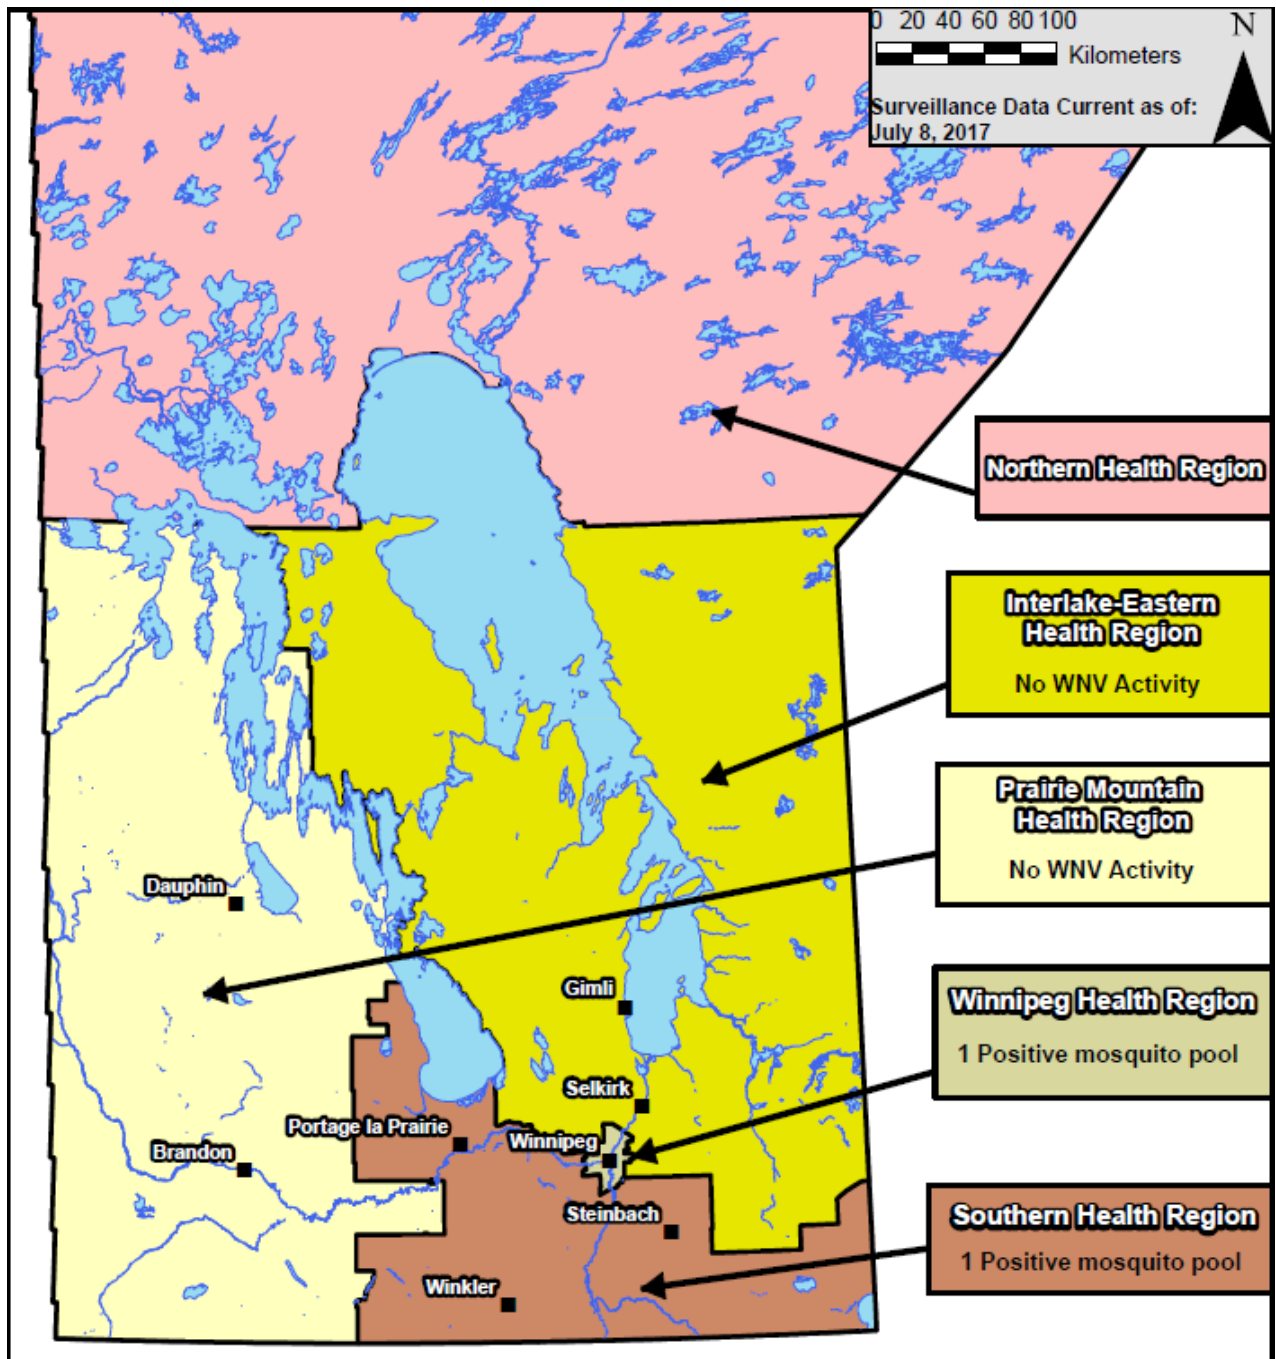 0 20 40 60 80 100
N
Kilometers
Surveillance Data Current as of:
July 8, 2017
Northern Health Region
Interlake-Eastern
Health Region
No WNV Activity
Prairie Mountain
Health Region
No WNV Activity
Dauphin
Gimli
Winnipeg Health Region
1 Positive mosquito pool
Selkirk
Portage la Prairie
Winnipeg
Brandon
Steinbach
Southern Health Region
1 Positive mosquito pool
Winkler